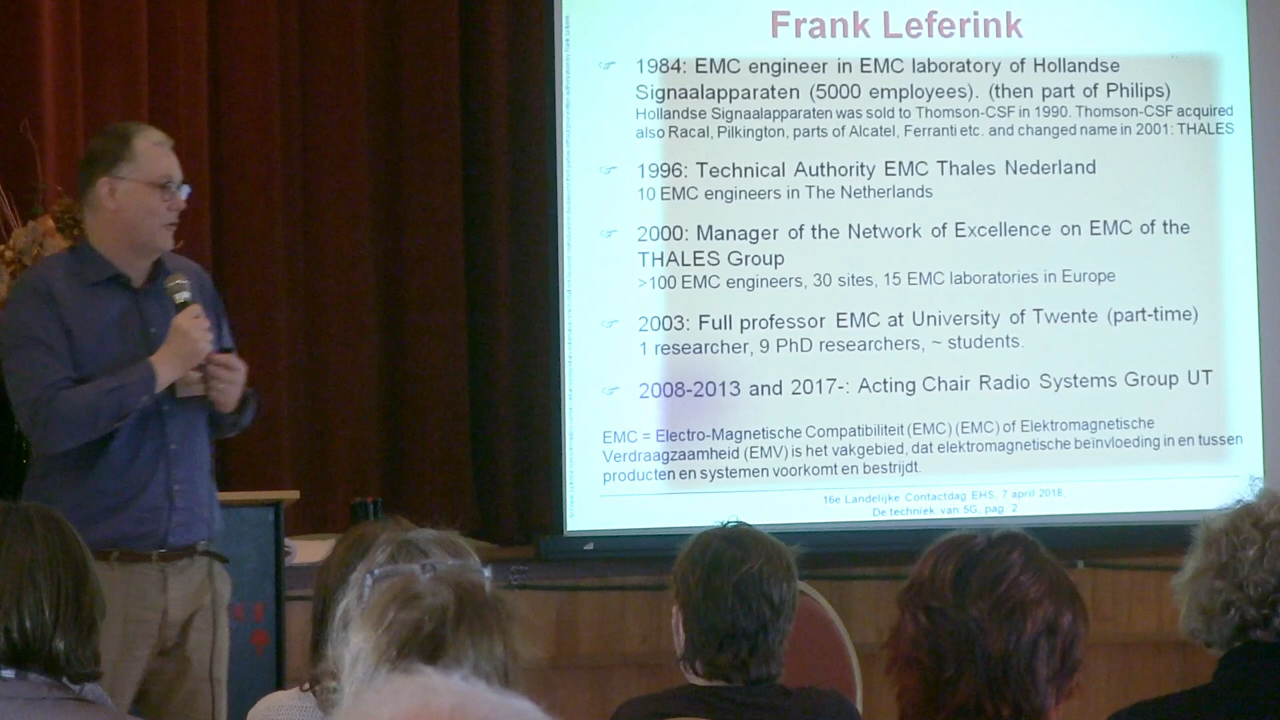 Frank Leferink
1984: EMC engineer in EMC laboratory of Hollandse
Signaalapparaten (5000 employees). (then part of Philips)
Hollandse Signaalapparaten was sold to Thomson-CSF in 1990. Thomson-CSF acquired
also Racal, Pilkington, parts of Alcatel, Ferranti etc. and changed name in 2001: THALES
1996: Technical Authority EMC Thales Nederland
10 EMC engineers in The Netherlands
2000: Manager of the Network of Excellence on EMC of the
THALES Group
>100 EMC engineers, 30 sites, 15 EMC laboratories in Europe
2003: Full professor EMC at University of Twente (part-time)
1 researcher, 9 PhD researchers, ~ students.
2008-2013 and 2017-: Acting Chair Radio Systems Group UT
EMC = Electro-Magnetische Compatibiliteit (EMC) (EMC) of Elektromagnetische
Verdraagzaamheid (EMV) is het vakgebied, dat elektromagnetische beïnvloeding in en tussen
producten en systemen voorkomt en bestrijdt.
16e Landelijke Contactdag EHS, 7 april 2018,
De techniek van 5G, pag. 2